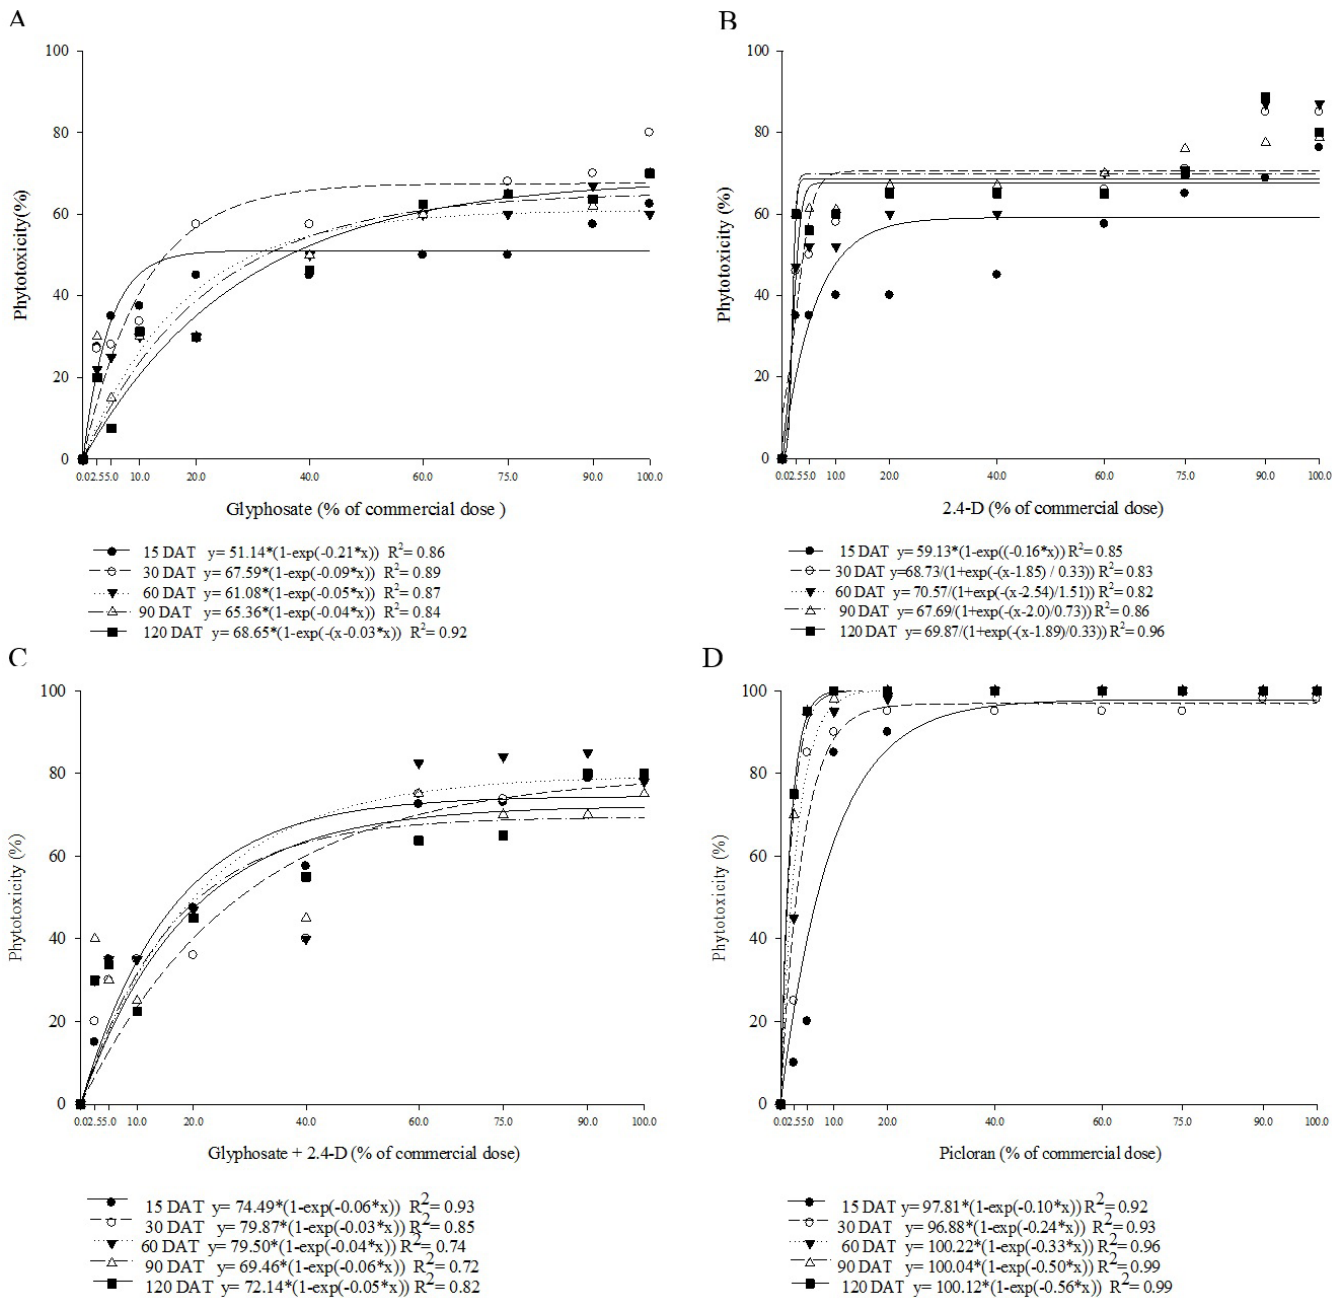 A
100
80
60
40
20
0
Phytotoxicity(%)
0.0 2.5 5.0 10.0 20.0 40.0 60.0 75.0 90.0 100.0
Glyphosate (% of commercial dose )
15 DAT y= 51.14*(1-exp(-0.21*x)) R²= 0.86
30 DAT y= 67.59*(1-exp(-0.09*x)) R²= 0.89
60 DAT y= 61.08*(1-exp(-0.05*x)) R²= 0.87
90 DAT y= 65.36*(1-exp(-0.04*x)) R²= 0.84
120 DAT y= 68.65*(1-exp(-(x-0.03*x)) R²= 0.92
B
100
80
60
40
20
0
Phytotoxicity (%)
0.0 2.5 5.0 10.0 20.0 40.0 60.0 75.0 90.0 100.0
2.4-D (% of commercial dose)
15 DAT y= 59.13*(1-exp((-0.16*x)) R²= 0.85
30 DAT y=68.73/(1+exp(-(x-1.85) / 0.33)) R²= 0.83
60 DAT y= 70.57/(1+exp(-(x-2.54)/1.51)) R²= 0.82
90 DAT y= 67.69/(1+exp(-(x-2.0)/0.73)) R²= 0.86
120 DAT y= 69.87/(1+exp(-(x-1.89)/0.33)) R²= 0.96
C
100
80
60
40
20
0
Phytotoxicity (%)
0.0 2.5 5.0 10.0 20.0 40.0 60.0 75.0 90.0 100.0
Glyphosate + 2.4-D (% of commercial dose)
15 DAT y= 74.49*(1-exp(-0.06*x)) R²= 0.93
30 DAT y= 79.87*(1-exp(-0.03*x)) R²= 0.85
60 DAT y= 79.50*(1-exp(-0.04*x)) R²= 0.74
90 DAT y= 69.46*(1-exp(-0.06*x)) R²= 0.72
120 DAT y= 72.14*(1-exp(-0.05*x)) R²= 0.82
D
100
80
60
40
20
0
Phytotoxicity (%)
0.0 2.5 5.0 10.0 20.0 40.0 60.0 75.0 90.0 100.0
Picloran (% of commercial dose)
15 DAT y= 97.81*(1-exp(-0.10*x)) R²= 0.92
30 DAT y= 96.88*(1-exp(-0.24*x)) R²= 0.93
60 DAT y= 100.22*(1-exp(-0.33*x)) R²= 0.96
90 DAT y= 100.04*(1-exp(-0.50*x)) R²= 0.99
120 DAT y= 100.12*(1-exp(-0.56*x)) R²= 0.99